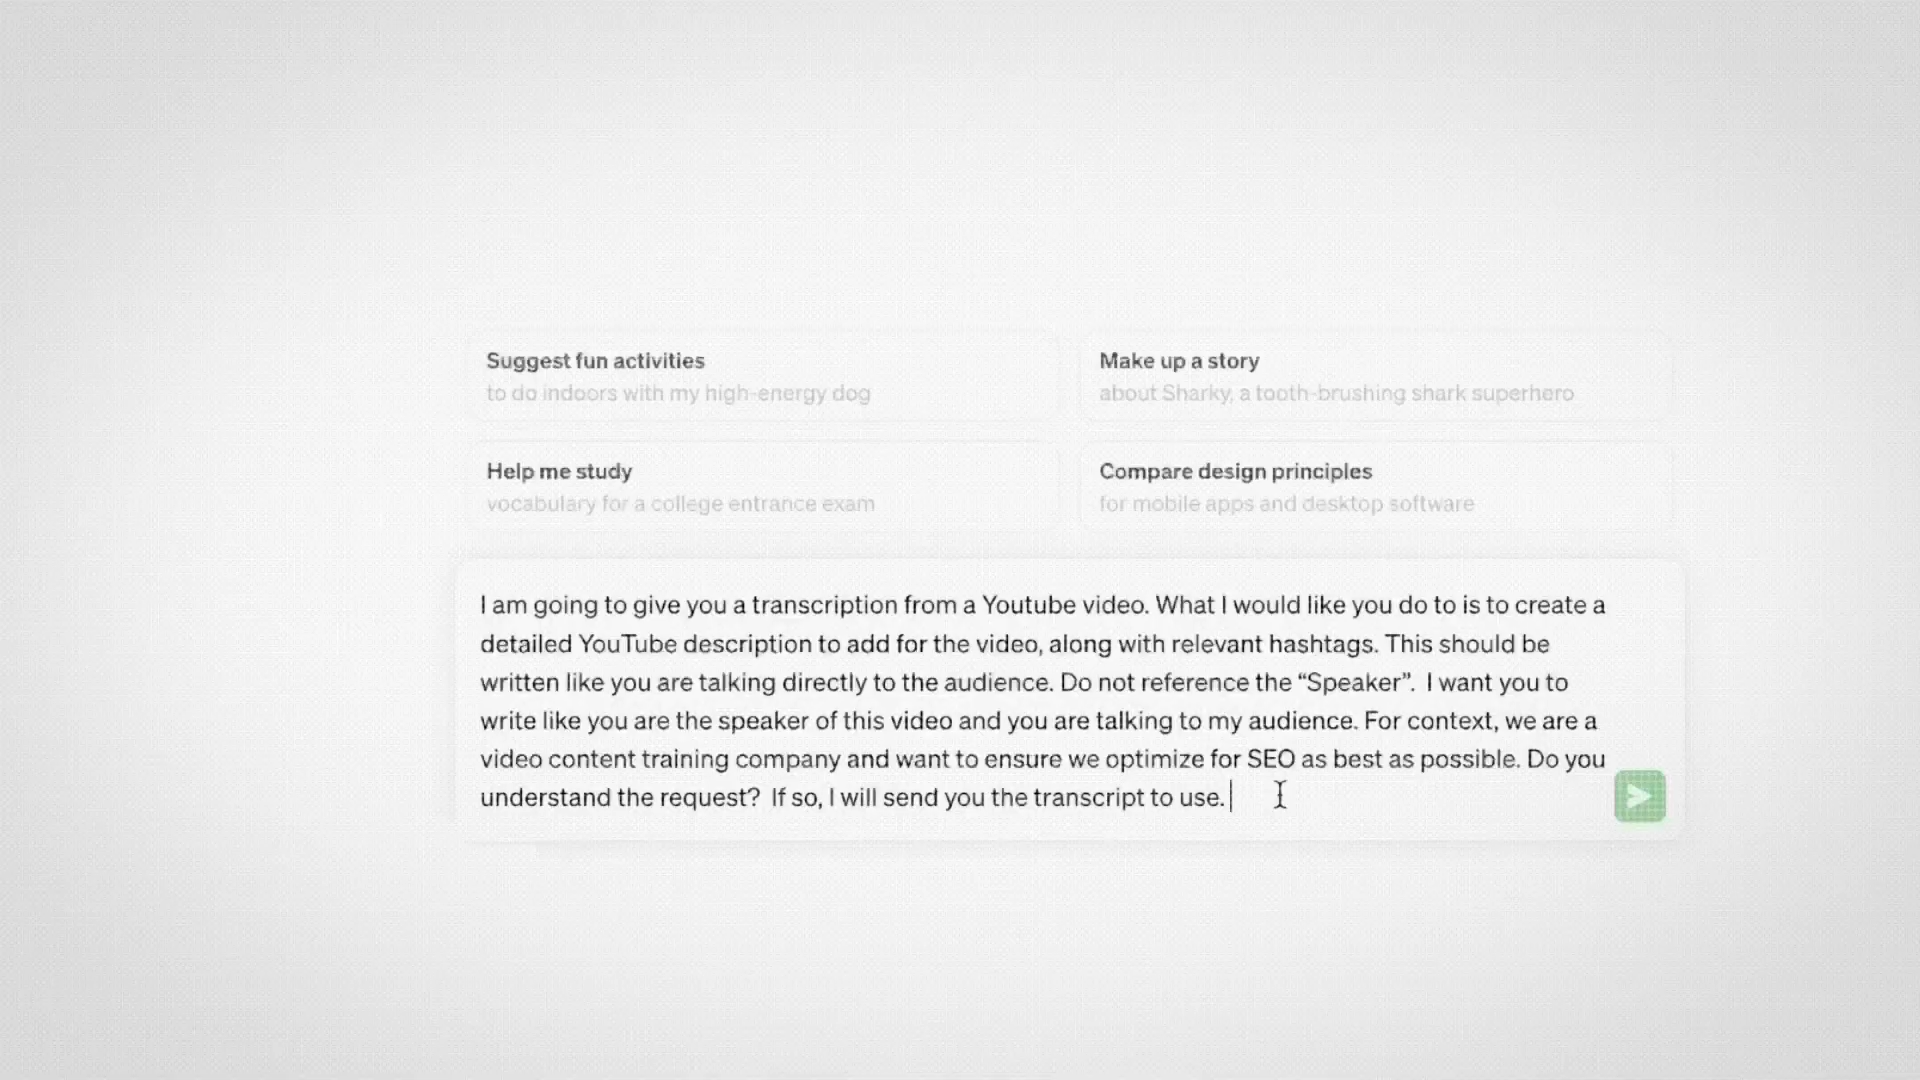 Suggest fun activities
to do indoors with my high-energy dog
Make up a story
about Sharky, a tooth-brushing shark superhero
Help me study
vocabulary for a college entrance exam
Compare design principles
for mobile apps and desktop software
I am going to give you a transcription from a Youtube video. What I would like you do to is to create a
detailed YouTube description to add for the video, along with relevant hashtags. This should be
written like you are talking directly to the audience. Do not reference the “Speaker”.  I want you to
write like you are the speaker of this video and you are talking to my audience. For context, we are a
video content training company and want to ensure we optimize for SEO as best as possible. Do you
understand the request?  If so, I will send you the transcript to use.